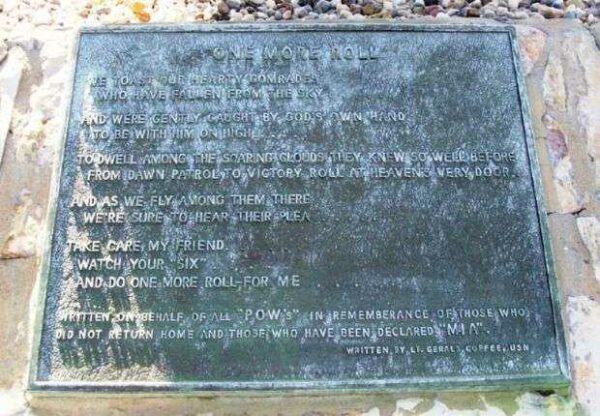 ONE MORE ROLL
WE TOAST OUR HEARTY COMRADES
WHO HAVE FALLEN FROM THE SKY
AND WERE GENTLY CAUGHT BY GOD'S OWN HAND
TO BE WITH HIM ON HIGH.
TO DWELL AMONG THE SOARING CLOUDS THEY KNEW SO WELL BEFORE
FROM DAWN PATROL TO VICTORY ROLL AT HEAVEN'S VERY DOOR.
AND AS WE FLY AMONG THEM THERE
WE'RE SURE TO HEAR THEIR PLEA
TAKE CARE, MY FRIEND.
WATCH YOUR "SIX"
AND DO ONE MORE ROLL FOR ME
WRITTEN ON BEHALF OF ALL "POW's" IN REMEMBERANCE OF THOSE WHO
DID NOT RETURN HOME AND THOSE WHO HAVE BEEN DECLARED "MIA".
WRITTEN BY LT. GERALD COFFEE, USN